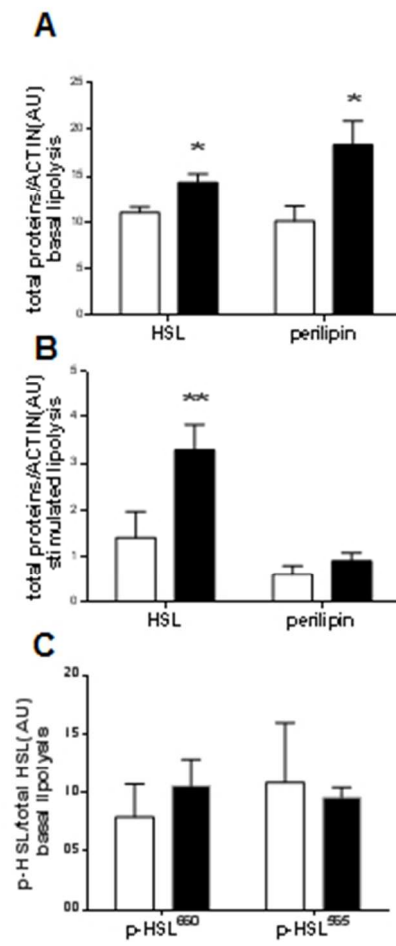 A
total proteins/ACTIN(AU)
basal lipolysis
25
20
15
10
5
0
*
*
HSL
perilipin
B
total proteins/ACTIN(AU)
stimulated lipolysis
5
4
3
2
1
0
**
HSL
perilipin
C
p-HSL/total HSL(AU)
basal lipolysis
20
15
10
05
00
p-HSL
p-HSL